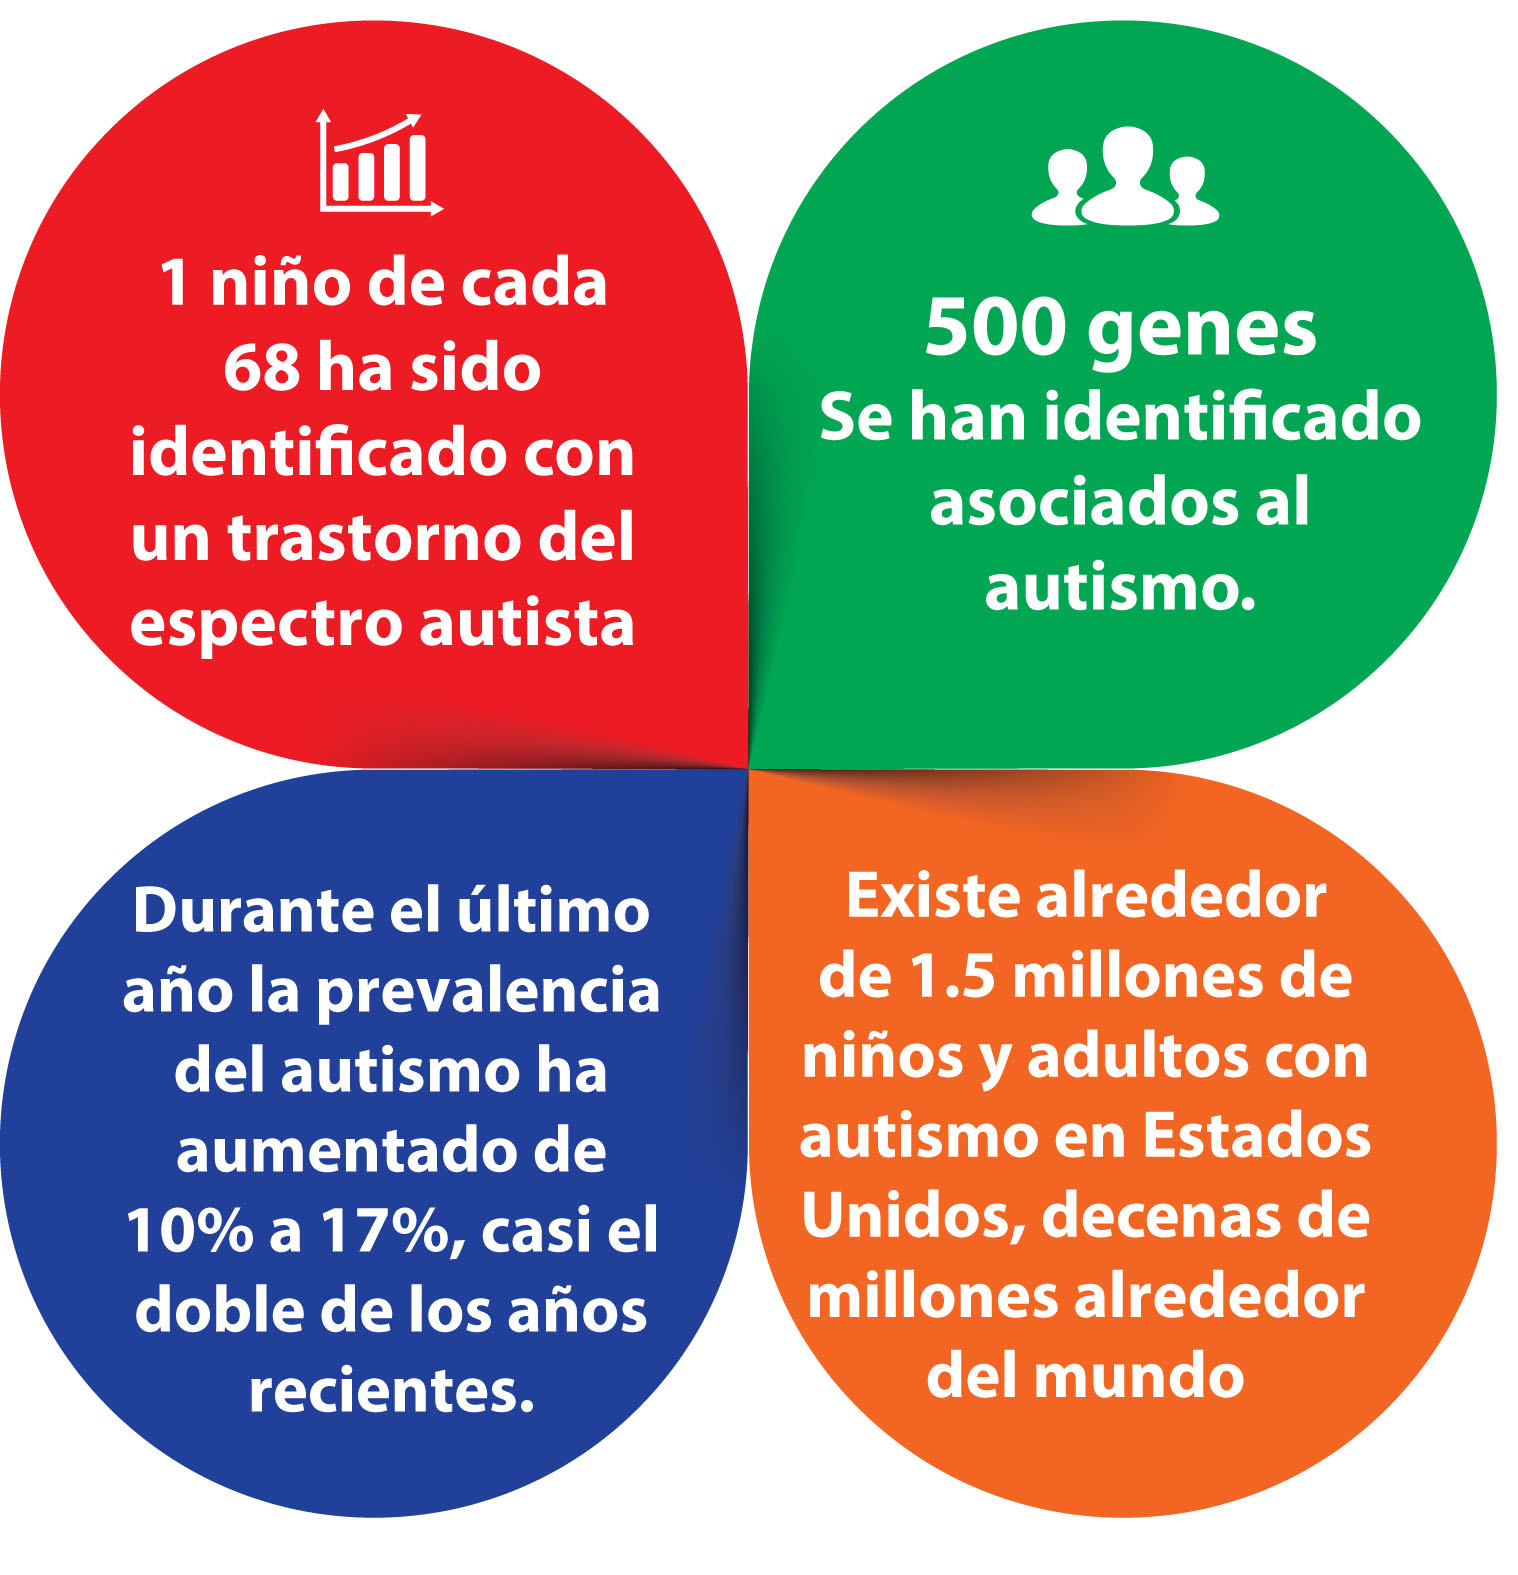 1 niño de cada
68 ha sido
identificado con
un trastorno del
espectro autista
500 genes
Se han identificado
asociados al
autismo.
Durante el último
año la prevalencia
del autismo ha
aumentado de
10% a 17%, casi el
doble de los años
recientes.
Existe alrededor
de 1.5 millones de
niños y adultos con
autismo en Estados
Unidos, decenas de
millones alrededor
del mundo